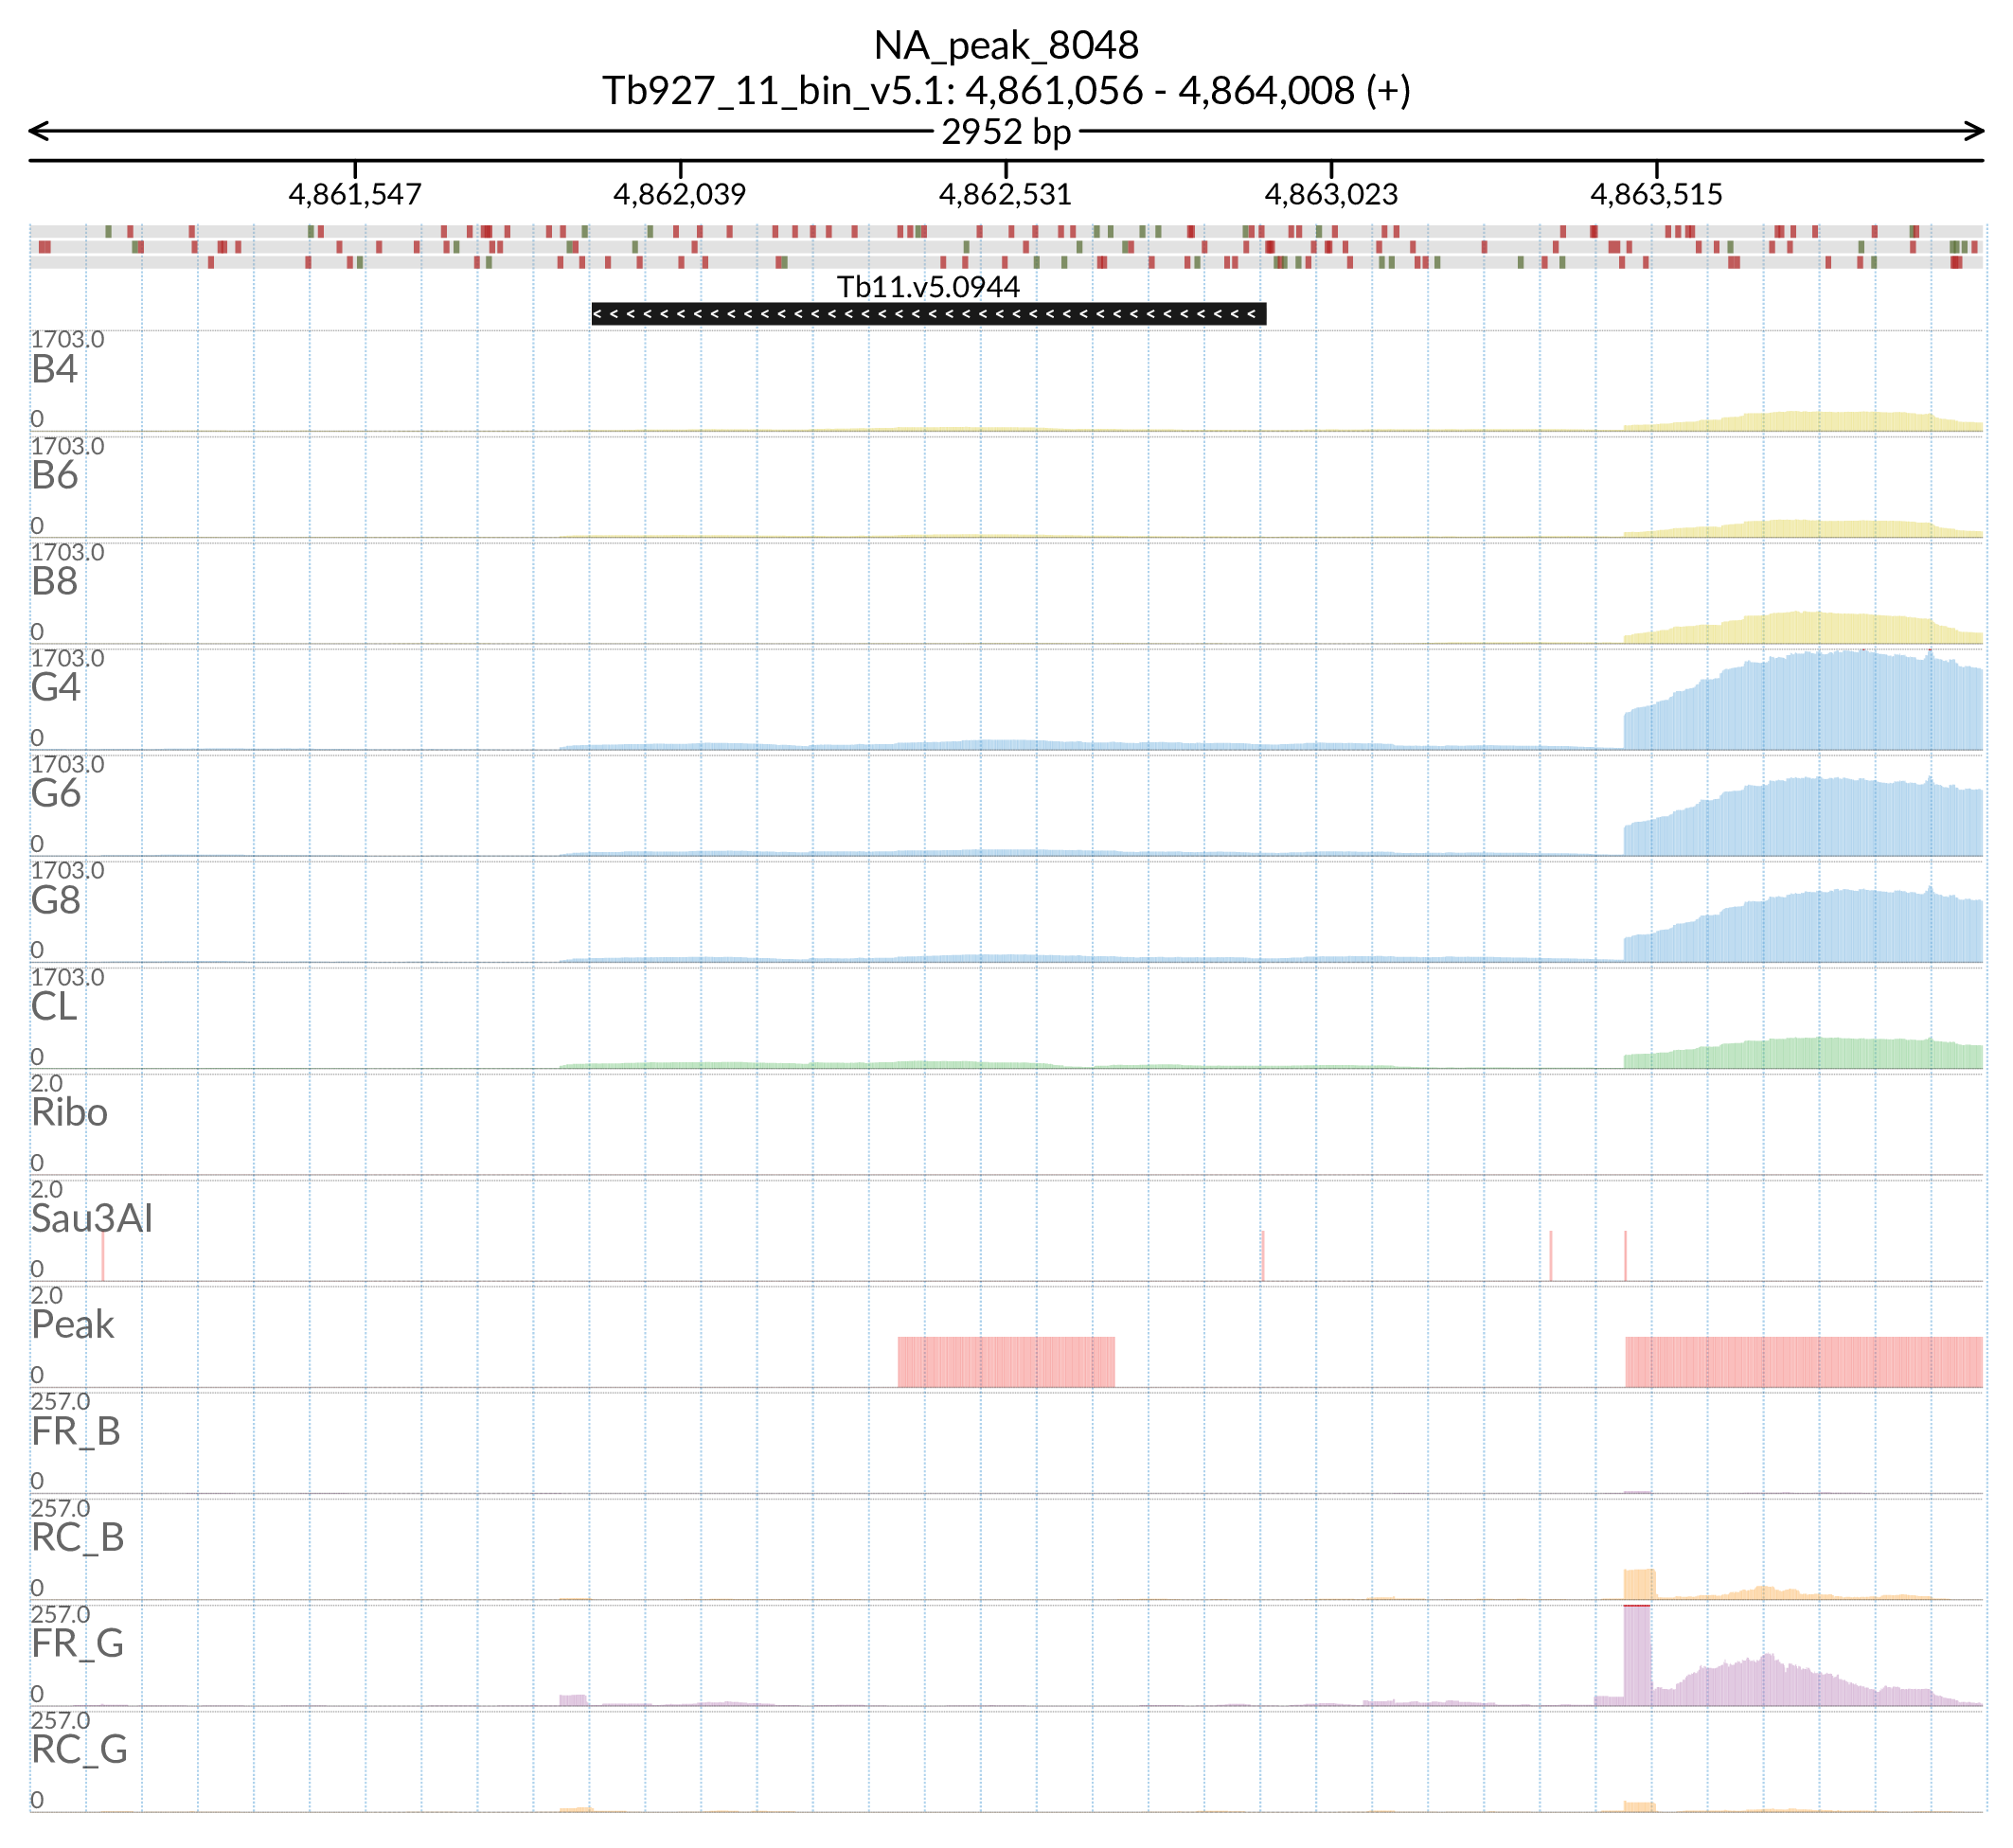 NA_peak_8048
Tb927_11_bin_v5.1: 4,861,056 - 4,864,008 (+)
2952 bp
4,861,547 4,862,039 4,862,531 4,863,023 4,863,515
Tb11.v5.0944
1703.0
B4
0
1703.0
B6
0
1703.0
B8
0
1703.0
G4
0
1703.0
G6
0
1703.0
G8
0
1703.0
CL
0
2.0
Ribo
0
2.0
Sau3AI
0
2.0
Peak
0
257.0
FR_B
0
257.0
RC_B
0
257.0
FR_G
0
257.0
RC_G
0